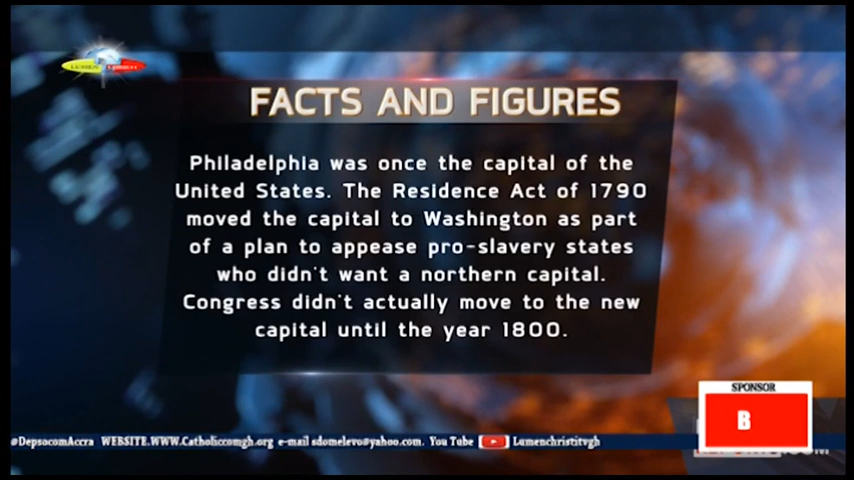 FACTS AND FIGURES
Philadelphia was once the capital of the
United States. The Residence Act of 1790
moved the capital to Washington as part
of a plan to appease pro-slavery states
who didn't want a northern capital.
Congress didn't actually move to the new
capital until the year 1800.
SPONSOR
B
@DepsocomAccra WEBSITE.WWW.Catholiccomgh.org e-mail sdomelevo@yahoo.com. You Tube Lumenchristitvgh